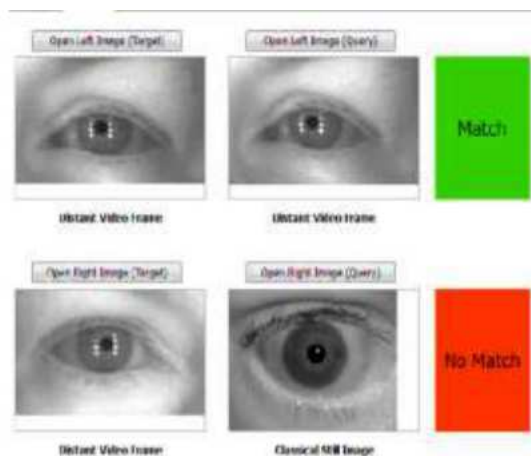 Open Left Image (Target)
Open Left Image (Query)
Match
Distant Video Frame
Distant Video Frame
Open Right Image (Target)
Open Right Image (Query)
No Match
Distant Video Frame
Classical Still Image